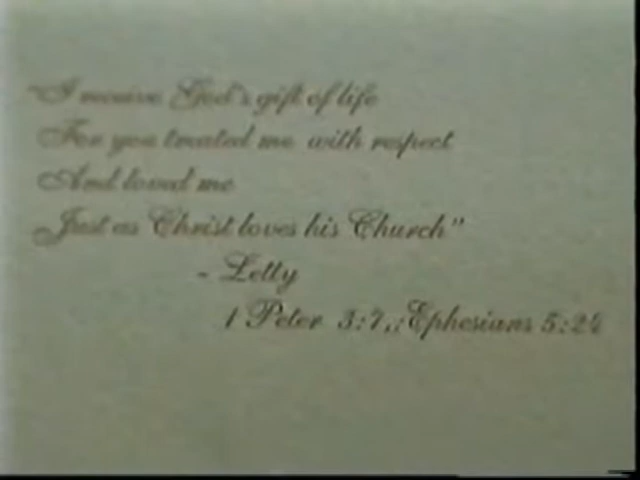 "I receive God's gift of life
For you treated me with respect
And loved me
Just as Christ loves his Church"
- Letty
1 Peter 3:7,:Ephesians 5:24